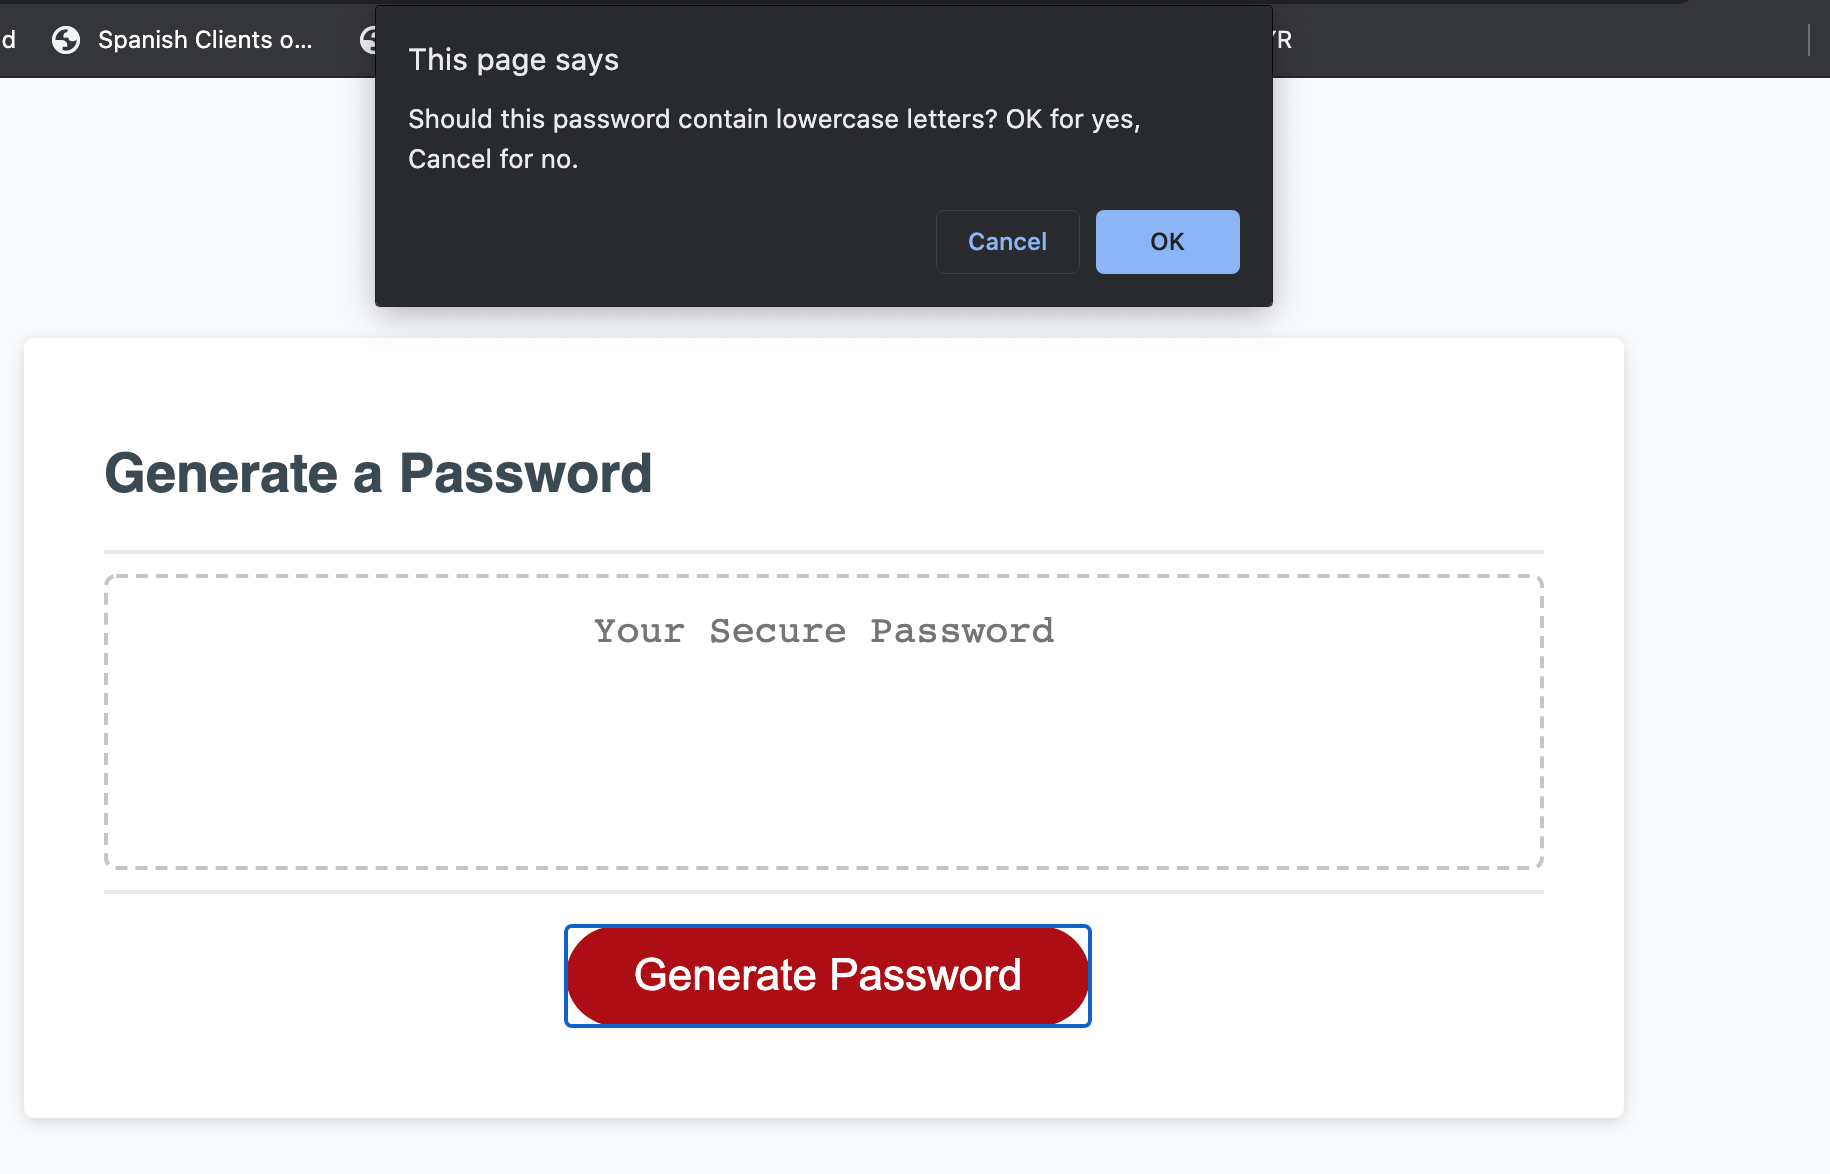 d Spanish Clients o...
This page says
Should this password contain lowercase letters? OK for yes,
Cancel for no.
Cancel OK
Generate a Password
Your Secure Password
Generate Password